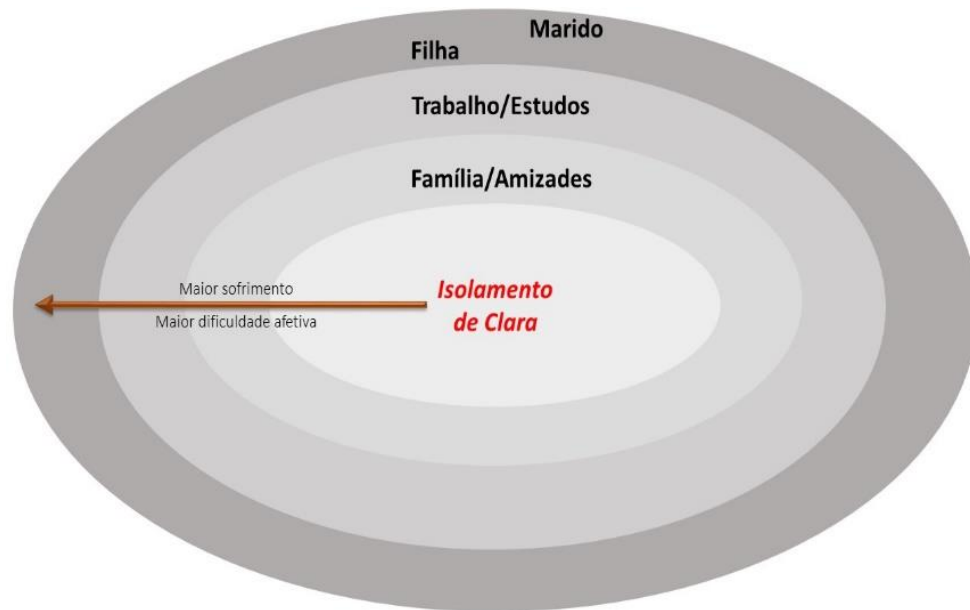 Marido
Filha
Trabalho/Estudos
Família/Amizades
Maior sofrimento
Maior dificuldade afetiva
Isolamento
de Clara